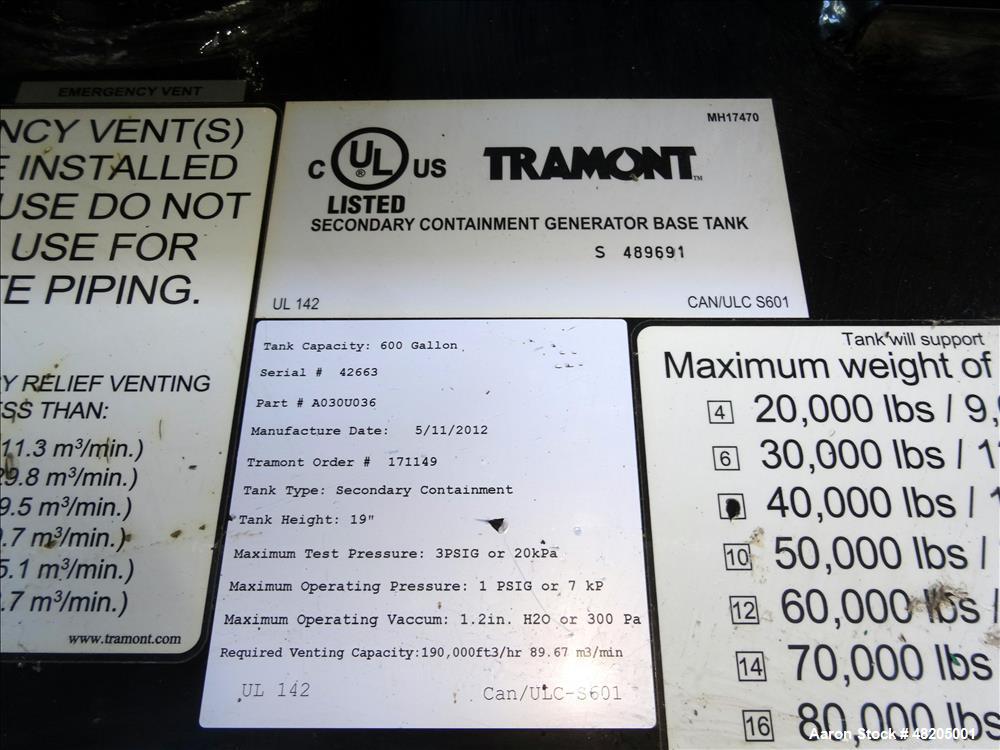 EMERGENCY VENT
NCY VENT(S)
E INSTALLED
USE DO NOT
USE FOR
E PIPING.
Y RELIEF VENTING
SS THAN:
11.3 m³/min.)
9.8 m³/min.)
9.5 m³/min.)
.7 m³/min.)
5.1 m³/min.)
.7 m³/min.)
www.tramont.com
MH17470
C UL ® US
TRAMONT™
LISTED
SECONDARY CONTAINMENT GENERATOR BASE TANK
S 489691
UL 142 CAN/ULC S601
Tank Capacity: 600 Gallon
Serial # 42663
Part # A030U036
Manufacture Date: 5/11/2012
Tramont Order # 171149
Tank Type: Secondary Containment
Tank Height: 19"
Maximum Test Pressure: 3PSIG or 20kPa
Maximum Operating Pressure: 1 PSIG or 7 kP
Maximum Operating Vaccum: 1.2in. H2O or 300 Pa
Required Venting Capacity:190,000ft3/hr 89.67 m3/min
UL 142 Can/ULC-S601
Tank will support
Maximum weight of
4 20,000 lbs / 9,
6 30,000 lbs / 1
40,000 lbs / 1
10 50,000 lbs /
12 60,000 lbs /
14 70,000 lbs
16 80,000 lbs
Aaron Stock # 48205001